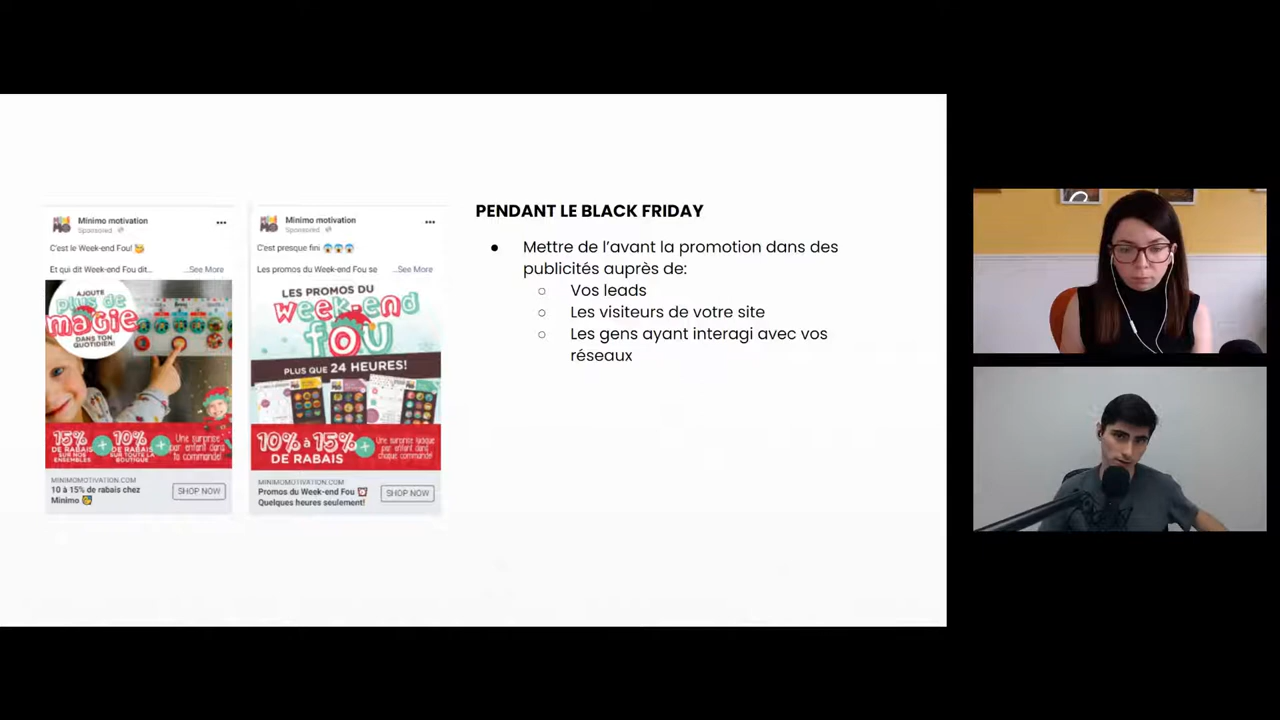 Minimo motivation
Sponsored
C'est le Week-end Fou!
Et qui dit Week-end Fou dit... ...See More
AJOUTE
Plus de
magie
DANS TON
QUOTIDIEN!
15%
DE RABAIS
SUR NOS
ENSEMBLES
+
10%
DE RABAIS
SUR TOUTE LA
BOUTIQUE
+
Une surprise
par enfant dans
ta commande!
MINIMOMOTIVATION.COM
10 à 15% de rabais chez
Minimo
SHOP NOW
Minimo motivation
Sponsored
C'est presque fini
Les promos du Week-end Fou se ...See More
LES PROMOS DU
week-end
fou
PLUS QUE 24 HEURES!
10% à 15%
DE RABAIS
+
Une surprise ludique
par enfant dans
chaque commande!
MINIMOMOTIVATION.COM
Promos du Week-end Fou
Quelques heures seulement!
SHOP NOW
PENDANT LE BLACK FRIDAY
● Mettre de l'avant la promotion dans des
publicités auprès de:
○ Vos leads
○ Les visiteurs de votre site
○ Les gens ayant interagi avec vos
réseaux